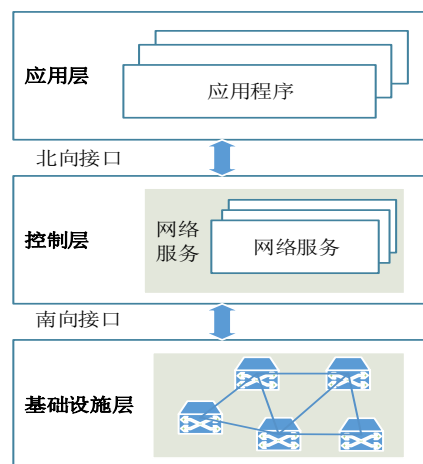 应用层
应用程序
北向接口
控制层
网络
服务
网络服务
南向接口
基础设施层